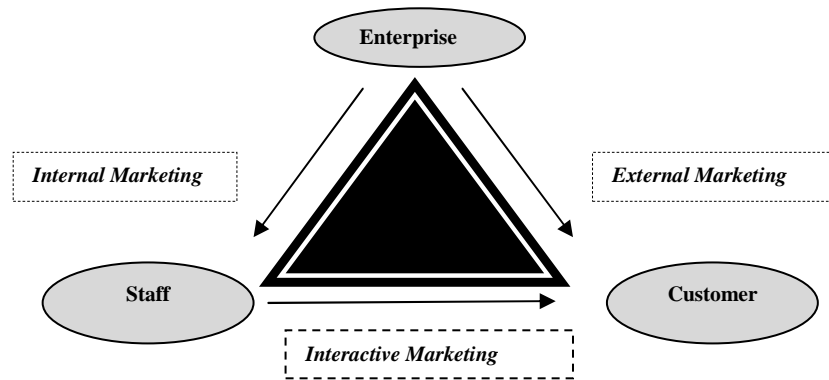 Enterprise
Internal Marketing
External Marketing
Staff
Customer
Interactive Marketing